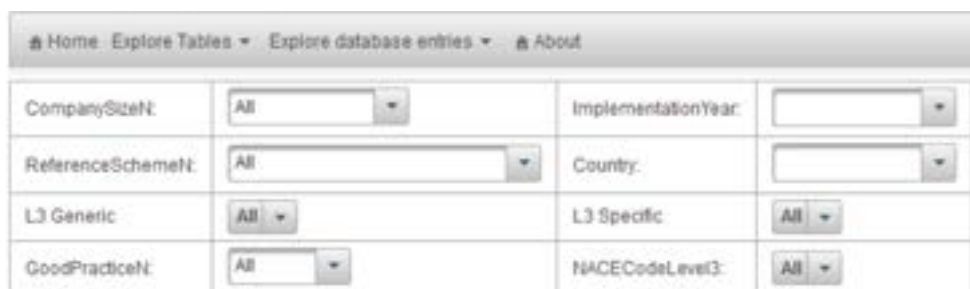 Home Explore Tables Explore database entries About
CompanySizeN: All ImplementationYear:
ReferenceSchemeN: All Country:
L3 Generic All L3 Specific All
GoodPracticeN: All NACECodeLevel3: All